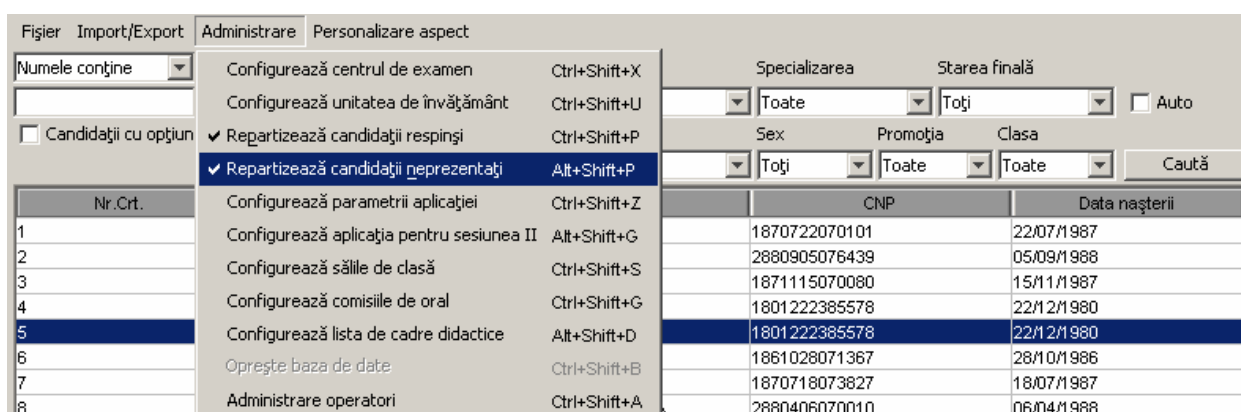 Fişier Import/Export Administrare Personalizare aspect
Numele conţine
Configurează centrul de examen Ctrl+Shift+X
Specializarea Starea finală
Configurează unitatea de învăţământ Ctrl+Shift+U
Toate Toţi Auto
Candidaţii cu opţiun
Repartizează candidaţii respinşi Ctrl+Shift+P
Sex Promoţia Clasa
Repartizează candidaţii neprezentaţi Alt+Shift+P
Toţi Toate Toate Caută
Configurează parametrii aplicaţiei Ctrl+Shift+Z
Configurează aplicaţia pentru sesiunea II Alt+Shift+G
Configurează sălile de clasă Ctrl+Shift+S
Configurează comisiile de oral Ctrl+Shift+G
Configurează lista de cadre didactice Alt+Shift+D
Opreşte baza de date Ctrl+Shift+B
Administrare operatori Ctrl+Shift+A
Nr.Crt. CNP Data naşterii
1 1870722070101 22/07/1987
2 2880905076439 05/09/1988
3 1871115070080 15/11/1987
4 1801222385578 22/12/1980
5 1801222385578 22/12/1980
6 1861028071367 28/10/1986
7 1870718073827 18/07/1987
8 2880406070010 06/04/1988